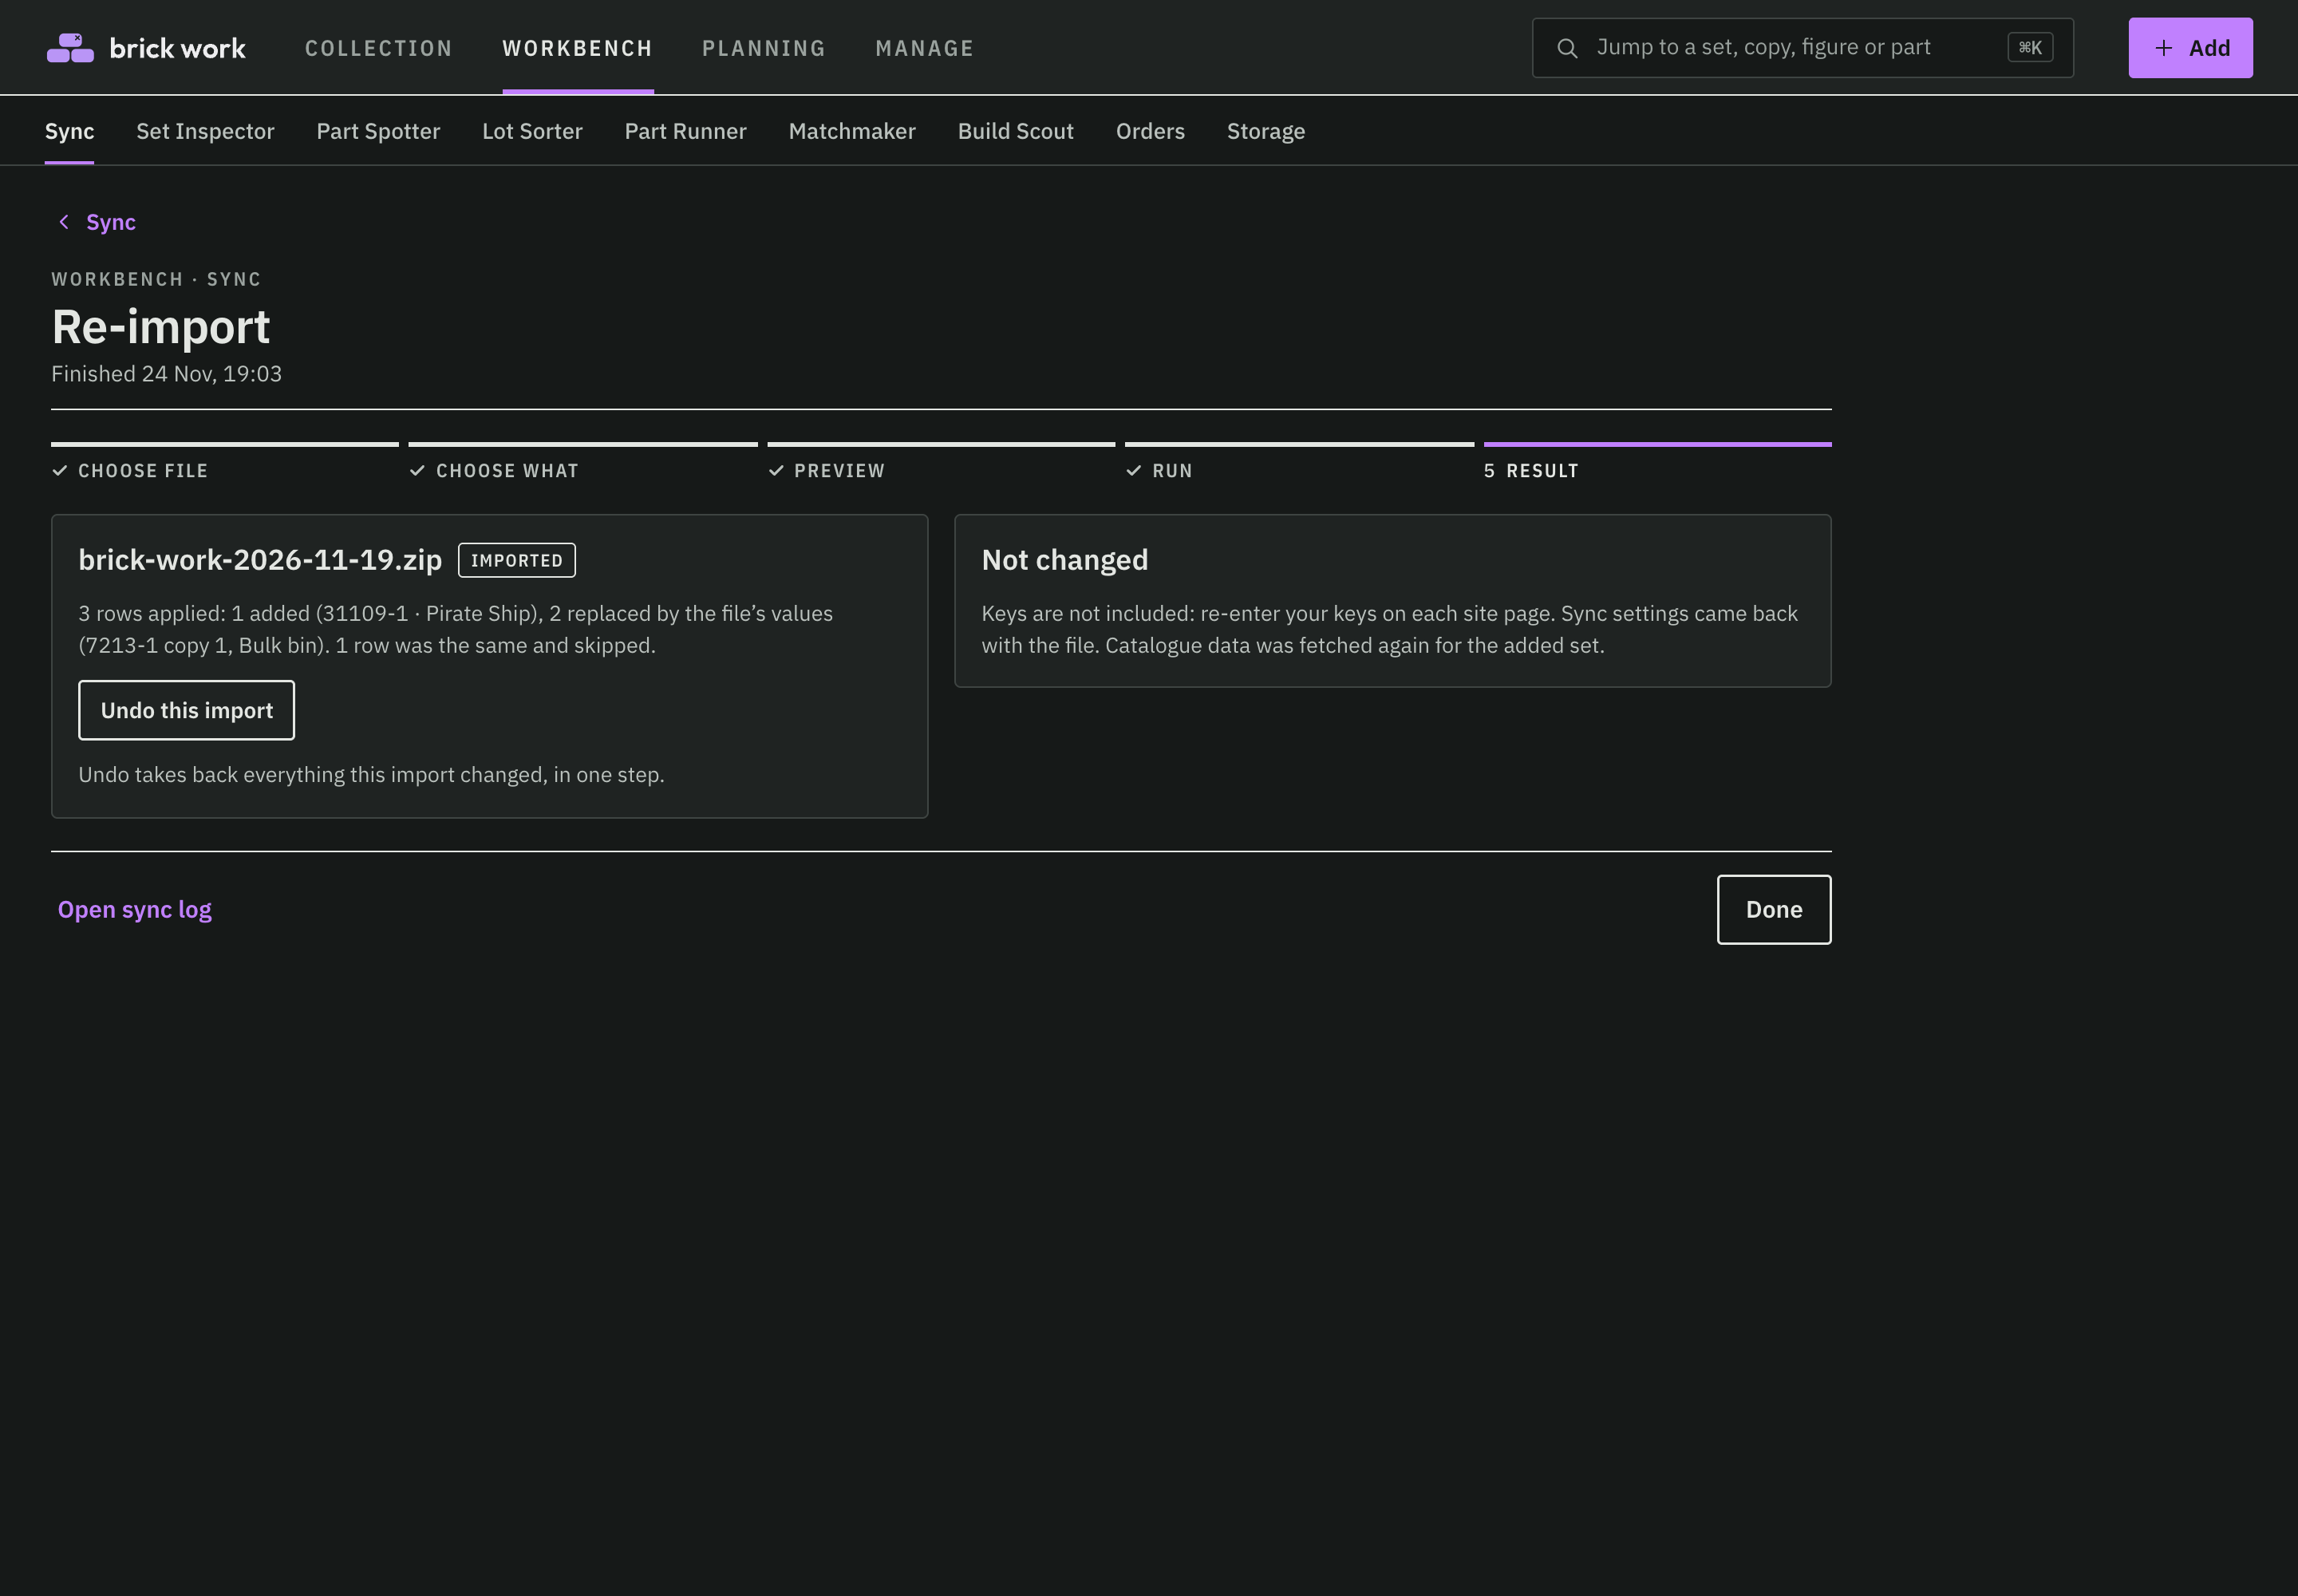 brick work
COLLECTION
WORKBENCH
PLANNING
MANAGE
Jump to a set, copy, figure or part
⌘K
+ Add
Sync
Set Inspector
Part Spotter
Lot Sorter
Part Runner
Matchmaker
Build Scout
Orders
Storage
Sync
WORKBENCH · SYNC
Re-import
Finished 24 Nov, 19:03
CHOOSE FILE
CHOOSE WHAT
PREVIEW
RUN
5 RESULT
brick-work-2026-11-19.zip
IMPORTED
3 rows applied: 1 added (31109-1 · Pirate Ship), 2 replaced by the file’s values
(7213-1 copy 1, Bulk bin). 1 row was the same and skipped.
Undo this import
Undo takes back everything this import changed, in one step.
Not changed
Keys are not included: re-enter your keys on each site page. Sync settings came back
with the file. Catalogue data was fetched again for the added set.
Open sync log
Done